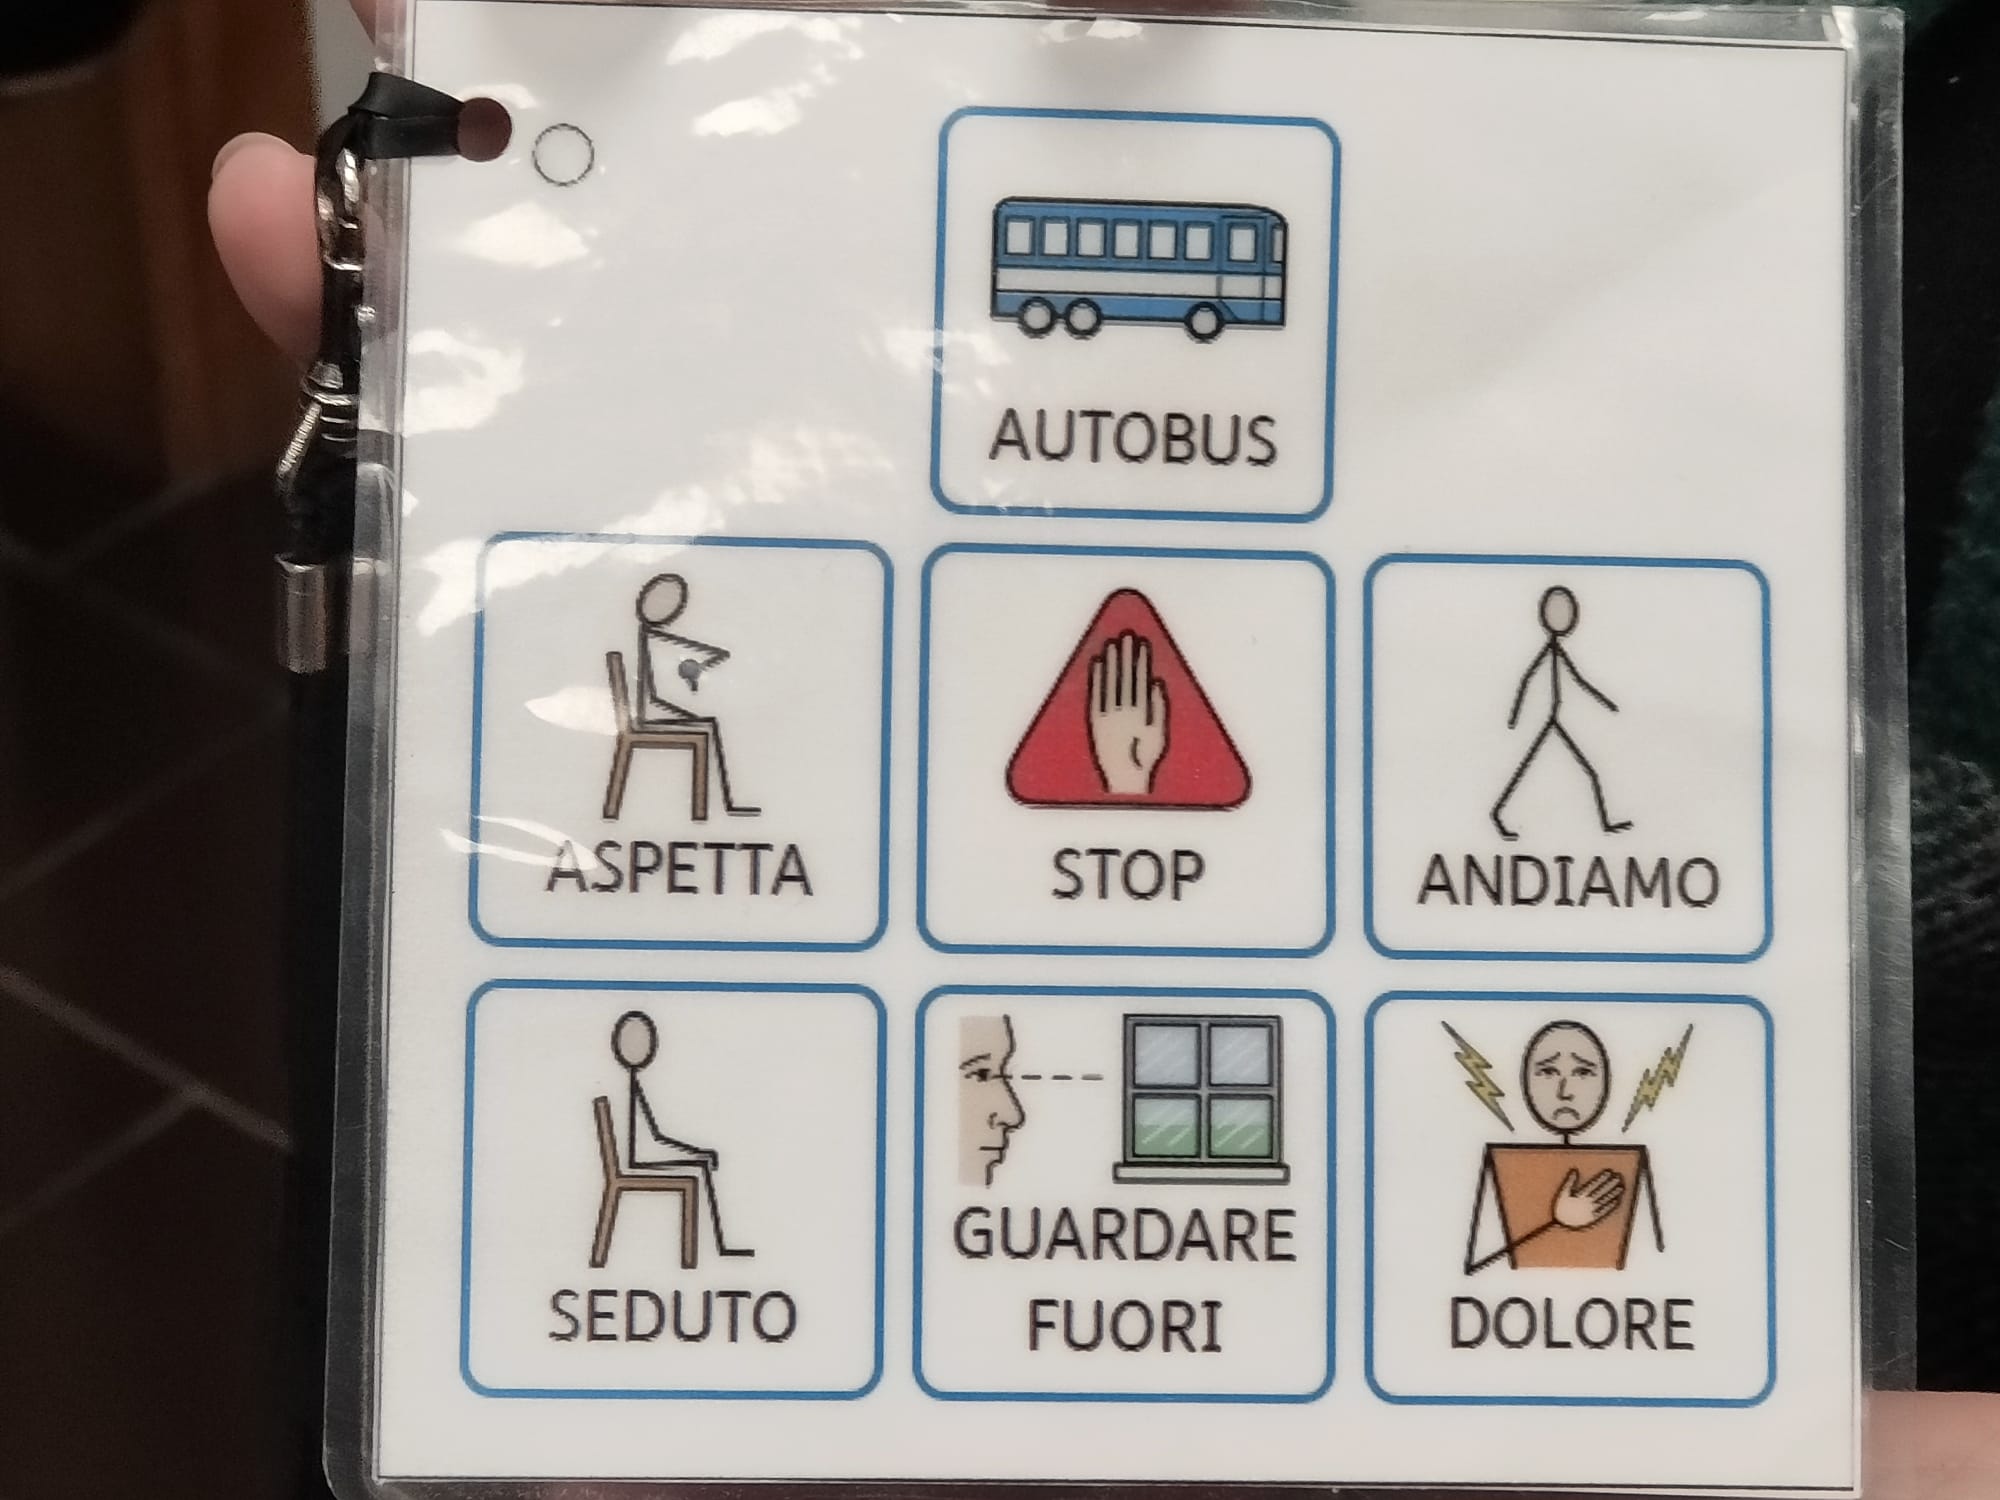 AUTOBUS
ASPETTA
STOP
ANDIAMO
SEDUTO
GUARDARE
FUORI
DOLORE